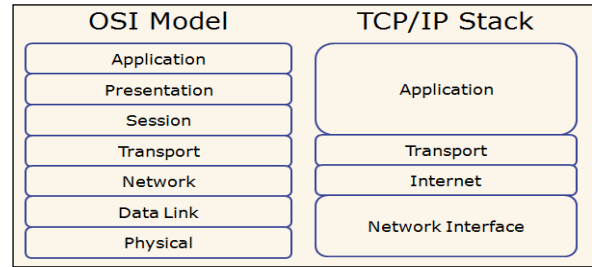 OSI Model
Application
Presentation
Session
Transport
Network
Data Link
Physical
TCP/IP Stack
Application
Transport
Internet
Network Interface